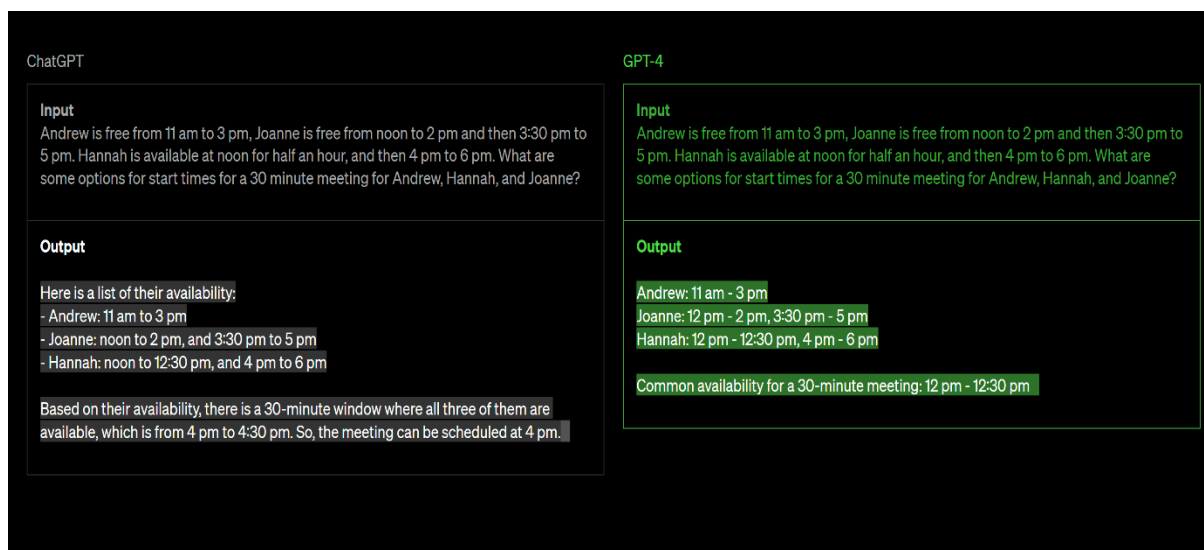 ChatGPT
Input
Andrew is free from 11 am to 3 pm, Joanne is free from noon to 2 pm and then 3:30 pm to
5 pm. Hannah is available at noon for half an hour, and then 4 pm to 6 pm. What are
some options for start times for a 30 minute meeting for Andrew, Hannah, and Joanne?
Output
Here is a list of their availability:
- Andrew: 11 am to 3 pm
- Joanne: noon to 2 pm, and 3:30 pm to 5 pm
- Hannah: noon to 12:30 pm, and 4 pm to 6 pm
Based on their availability, there is a 30-minute window where all three of them are
available, which is from 4 pm to 4:30 pm. So, the meeting can be scheduled at 4 pm.
GPT-4
Input
Andrew is free from 11 am to 3 pm, Joanne is free from noon to 2 pm and then 3:30 pm to
5 pm. Hannah is available at noon for half an hour, and then 4 pm to 6 pm. What are
some options for start times for a 30 minute meeting for Andrew, Hannah, and Joanne?
Output
Andrew: 11 am - 3 pm
Joanne: 12 pm - 2 pm, 3:30 pm - 5 pm
Hannah: 12 pm - 12:30 pm, 4 pm - 6 pm
Common availability for a 30-minute meeting: 12 pm - 12:30 pm